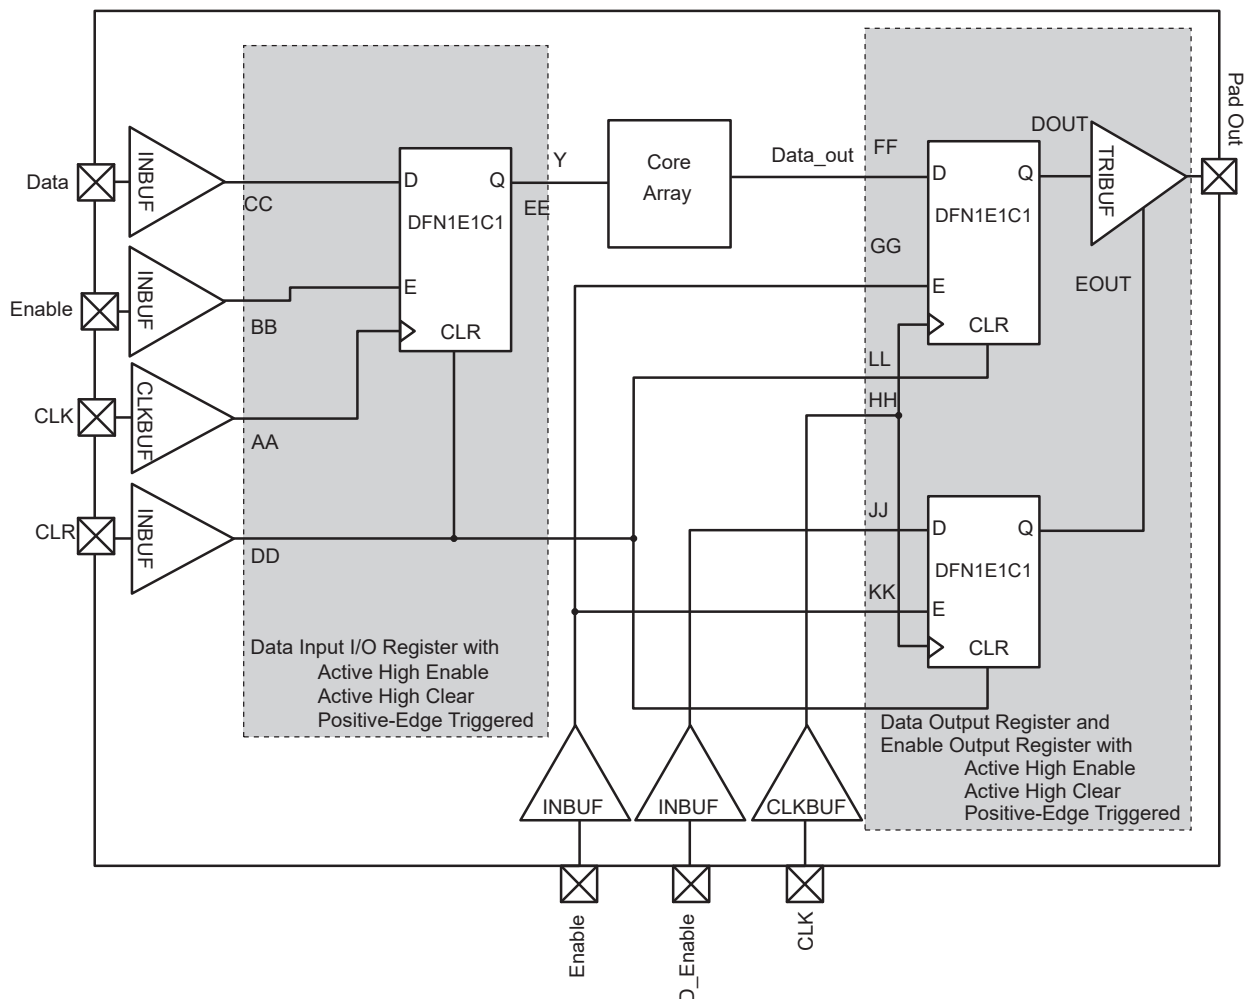 Pad Out
DOUT
INBUF
TRIBUF
Y
Core
Array
Data_out
FF
D
Q
D
Q
Data
CC
EE
DFN1E1C1
DFN1E1C1
GG
INBUF
E
E
EOUT
Enable
BB
CLR
CLR
LL
CLKBUF
HH
CLK
AA
INBUF
JJ
D
Q
CLR
DD
DFN1E1C1
KK
E
CLR
Data Input I/O Register with
Active High Enable
Active High Clear
Positive-Edge Triggered
Data Output Register and
Enable Output Register with
Active High Enable
Active High Clear
Positive-Edge Triggered
INBUF
INBUF
CLKBUF
Enable
D_Enable
CLK